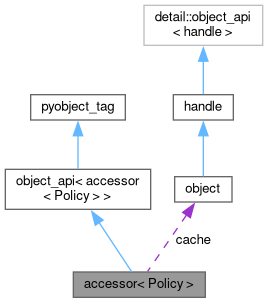 detail::object_api
< handle >
pyobject_tag
handle
object_api< accessor
< Policy > >
object
cache
accessor< Policy >